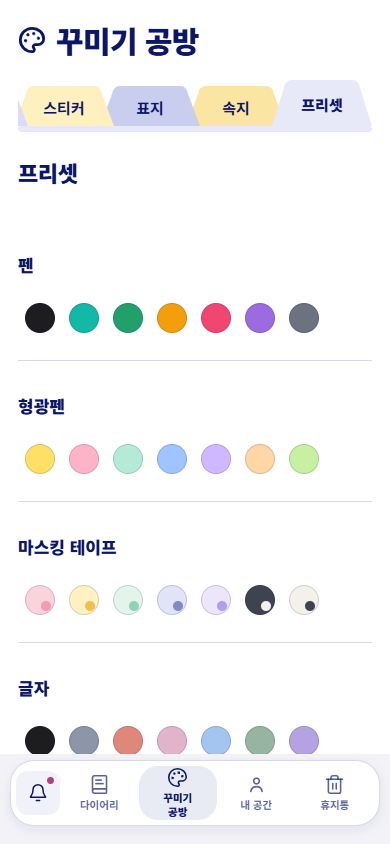 꾸미기 공방
스티커 표지 속지 프리셋
프리셋
펜
형광펜
마스킹 테이프
글자
다이어리 꾸미기 공방 내 공간 휴지통